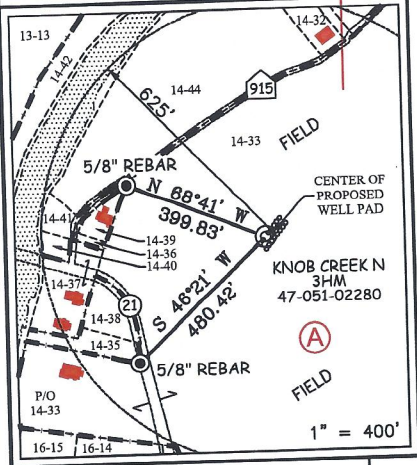 13-13
14-42
14-44
14-32
915
625'
14-33
FIELD
5/8" REBAR
N 68°41' W
399.83'
CENTER OF
PROPOSED
WELL PAD
14-41
14-39
14-36
14-40
KNOB CREEK N
3HM
47-051-02280
14-37
21
S 46°21' W
480.42'
14-38
14-35
A
5/8" REBAR
FIELD
P/O
14-33
1" = 400'
16-15
16-14